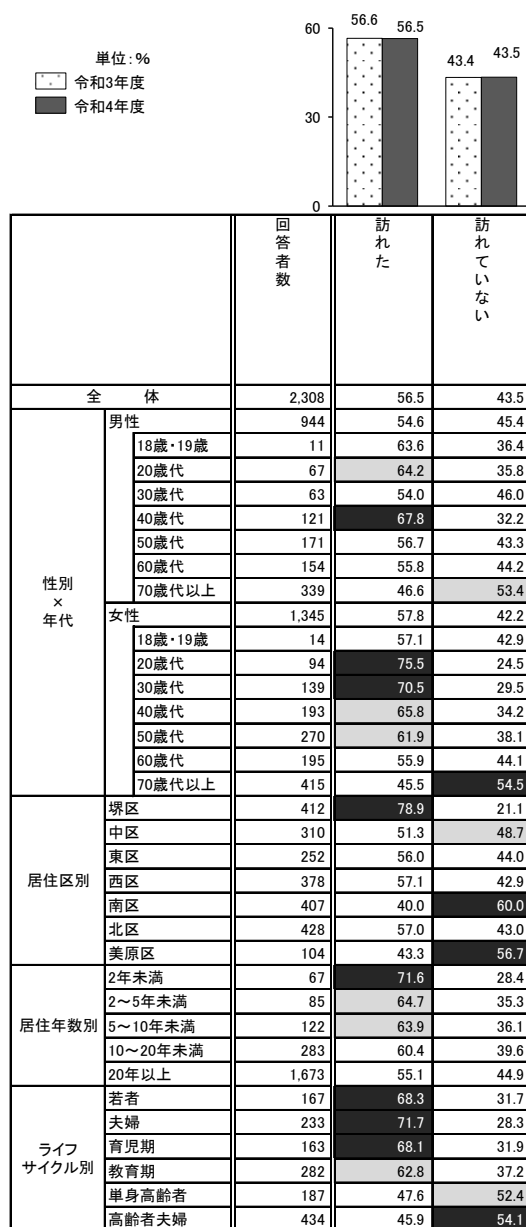 単位:%
令和3年度
令和4年度
60
30
0
56.6
56.5
43.4
43.5
回答者数
訪れた
訪れていない
全　体 2,308 56.5 43.5
性別
×
年代
男性 944 54.6 45.4
18歳・19歳 11 63.6 36.4
20歳代 67 64.2 35.8
30歳代 63 54.0 46.0
40歳代 121 67.8 32.2
50歳代 171 56.7 43.3
60歳代 154 55.8 44.2
70歳代以上 339 46.6 53.4
女性 1,345 57.8 42.2
18歳・19歳 14 57.1 42.9
20歳代 94 75.5 24.5
30歳代 139 70.5 29.5
40歳代 193 65.8 34.2
50歳代 270 61.9 38.1
60歳代 195 55.9 44.1
70歳代以上 415 45.5 54.5
居住区別
堺区 412 78.9 21.1
中区 310 51.3 48.7
東区 252 56.0 44.0
西区 378 57.1 42.9
南区 407 40.0 60.0
北区 428 57.0 43.0
美原区 104 43.3 56.7
居住年数別
2年未満 67 71.6 28.4
2～5年未満 85 64.7 35.3
5～10年未満 122 63.9 36.1
10～20年未満 283 60.4 39.6
20年以上 1,673 55.1 44.9
ライフ
サイクル別
若者 167 68.3 31.7
夫婦 233 71.7 28.3
育児期 163 68.1 31.9
教育期 282 62.8 37.2
単身高齢者 187 47.6 52.4
高齢者夫婦 434 45.9 54.1